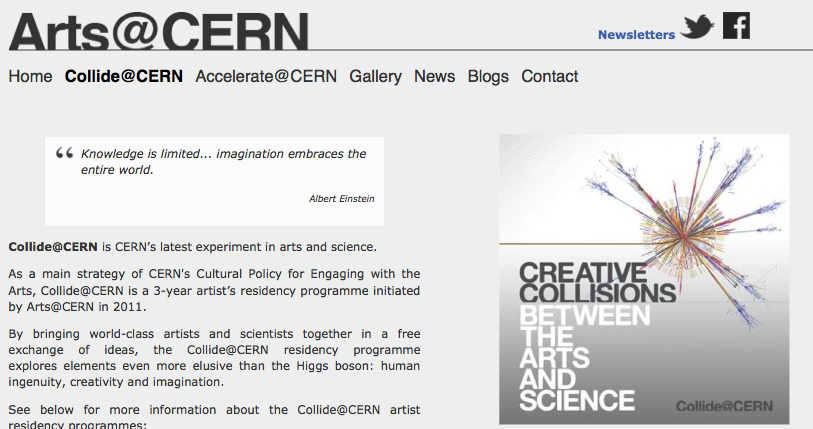 Arts@CERN
Newsletters
Home Collide@CERN Accelerate@CERN Gallery News Blogs Contact
“ Knowledge is limited... imagination embraces the
entire world.
Albert Einstein
Collide@CERN is CERN’s latest experiment in arts and science.
As a main strategy of CERN's Cultural Policy for Engaging with the
Arts, Collide@CERN is a 3-year artist’s residency programme initiated
by Arts@CERN in 2011.
By bringing world-class artists and scientists together in a free
exchange of ideas, the Collide@CERN residency programme
explores elements even more elusive than the Higgs boson: human
ingenuity, creativity and imagination.
See below for more information about the Collide@CERN artist
residency programmes:
CREATIVE
COLLISIONS
BETWEEN
THE
ARTS
AND
SCIENCE
Collide@CERN